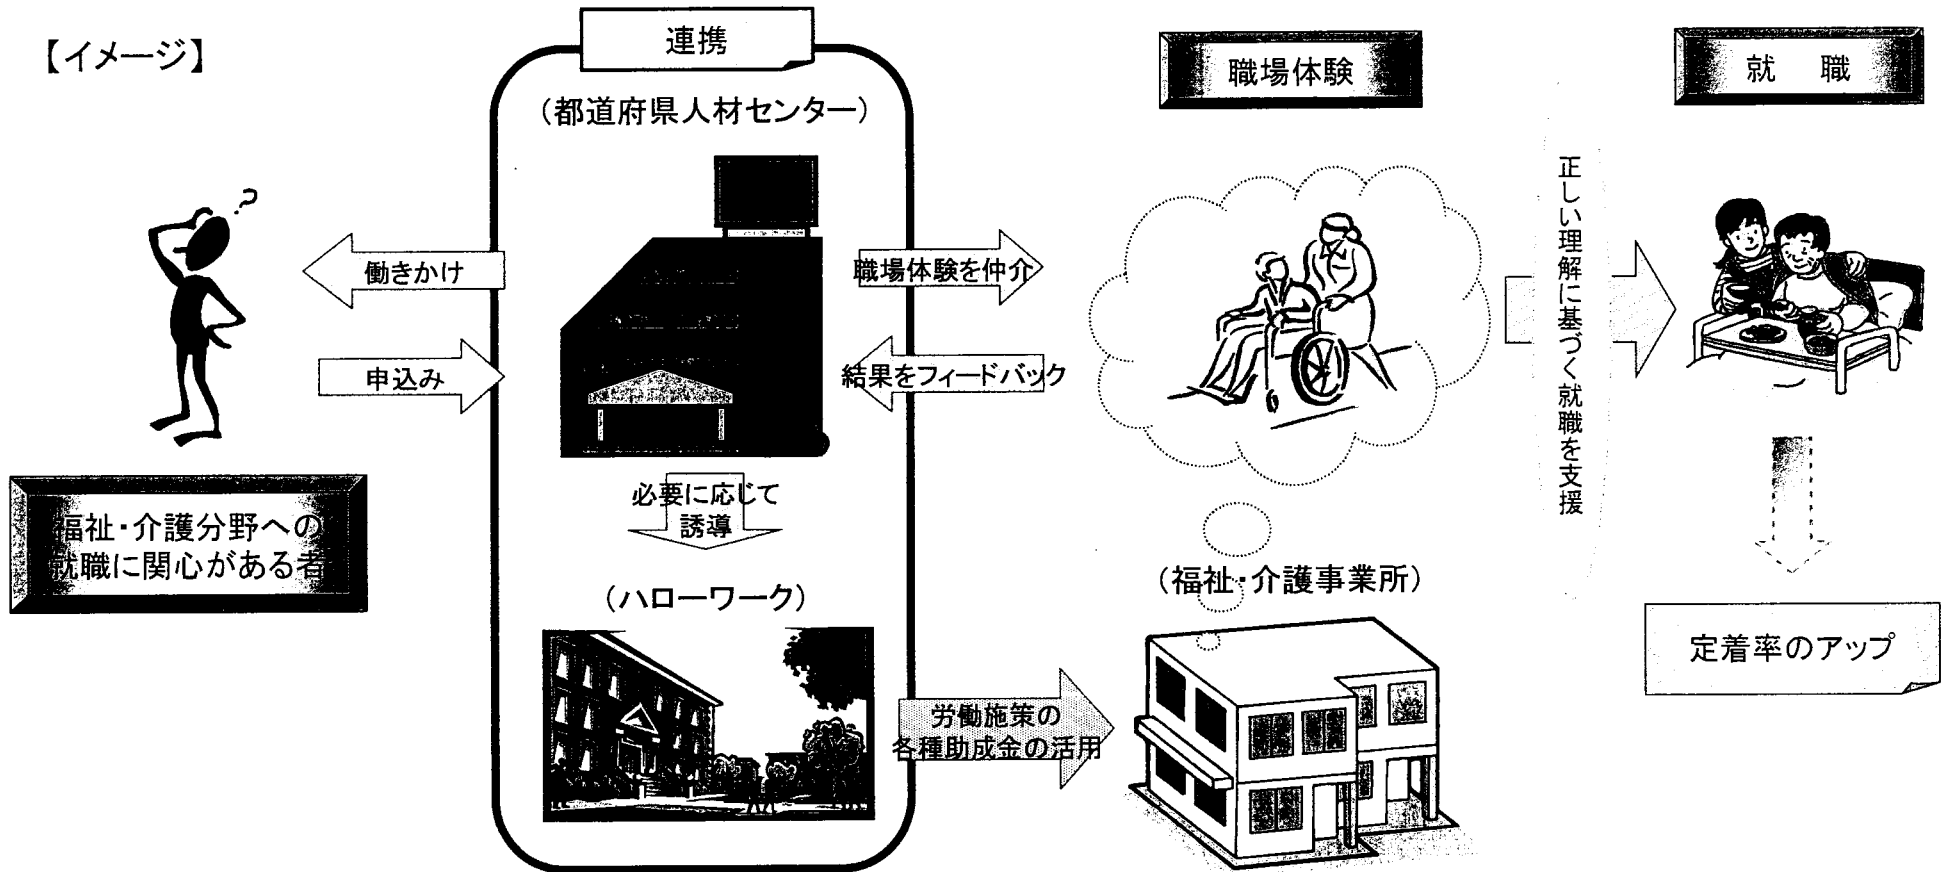 【イメージ】
連携
(都道府県人材センター)
職場体験
就　職
働きかけ
申込み
福祉・介護分野への
就職に関心がある者
職場体験を仲介
結果をフィードバック
必要に応じて
誘導
(ハローワーク)
労働施策の
各種助成金の活用
(福祉・介護事業所)
正しい理解に基づく就職を支援
定着率のアップ
?